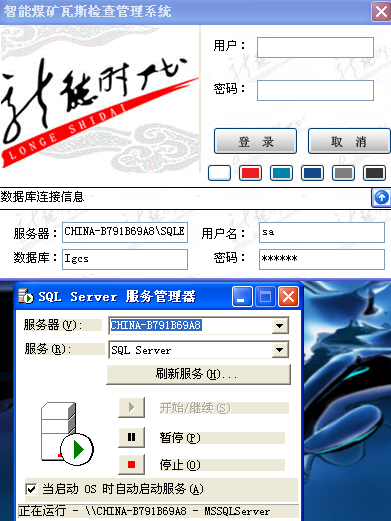 智能煤矿瓦斯检查管理系统
用户：
密码：
LONGE SHIDAI
登 录
取 消
数据库连接信息
服务器： CHINA-B791B69A8\SQLE 用户名： sa
数据库： Igcs 密码： ******
SQL Server 服务管理器
服务器(V): CHINA-B791B69A8
服务(R): SQL Server
刷新服务(H)...
开始/继续(S)
暂停(P)
停止(O)
当启动 OS 时自动启动服务(A)
正在运行 - \\CHINA-B791B69A8 - MSSQLServer